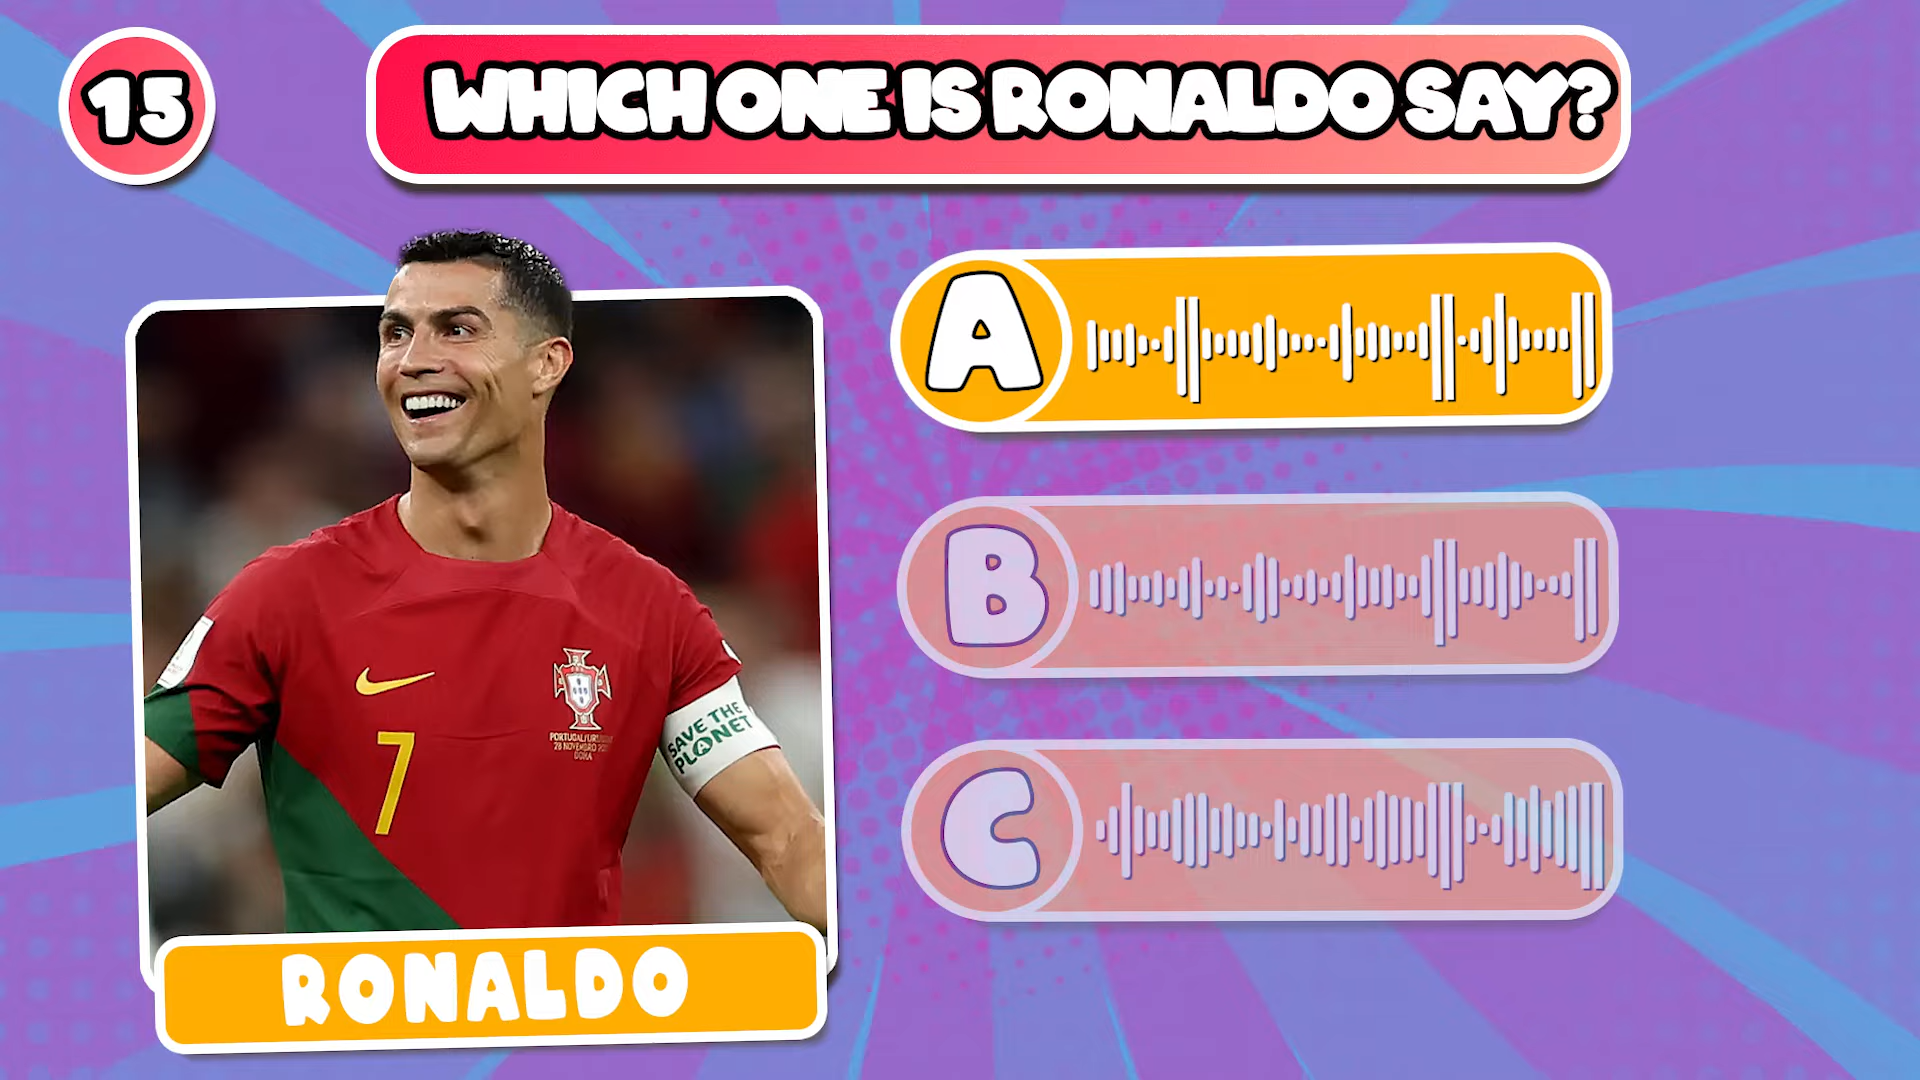 15
WHICH ONE IS RONALDO SAY?
A
B
C
7
SAVE THE
PLANET
RONALDO